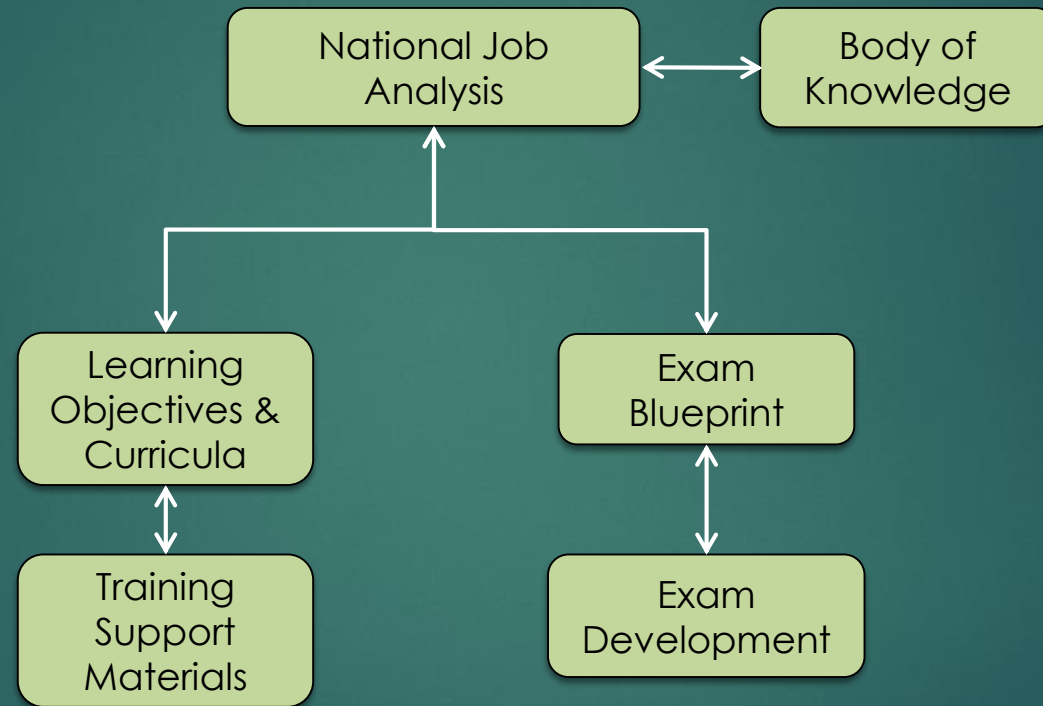 National Job
Analysis
Body of
Knowledge
Learning
Objectives &
Curricula
Exam
Blueprint
Training
Support
Materials
Exam
Development